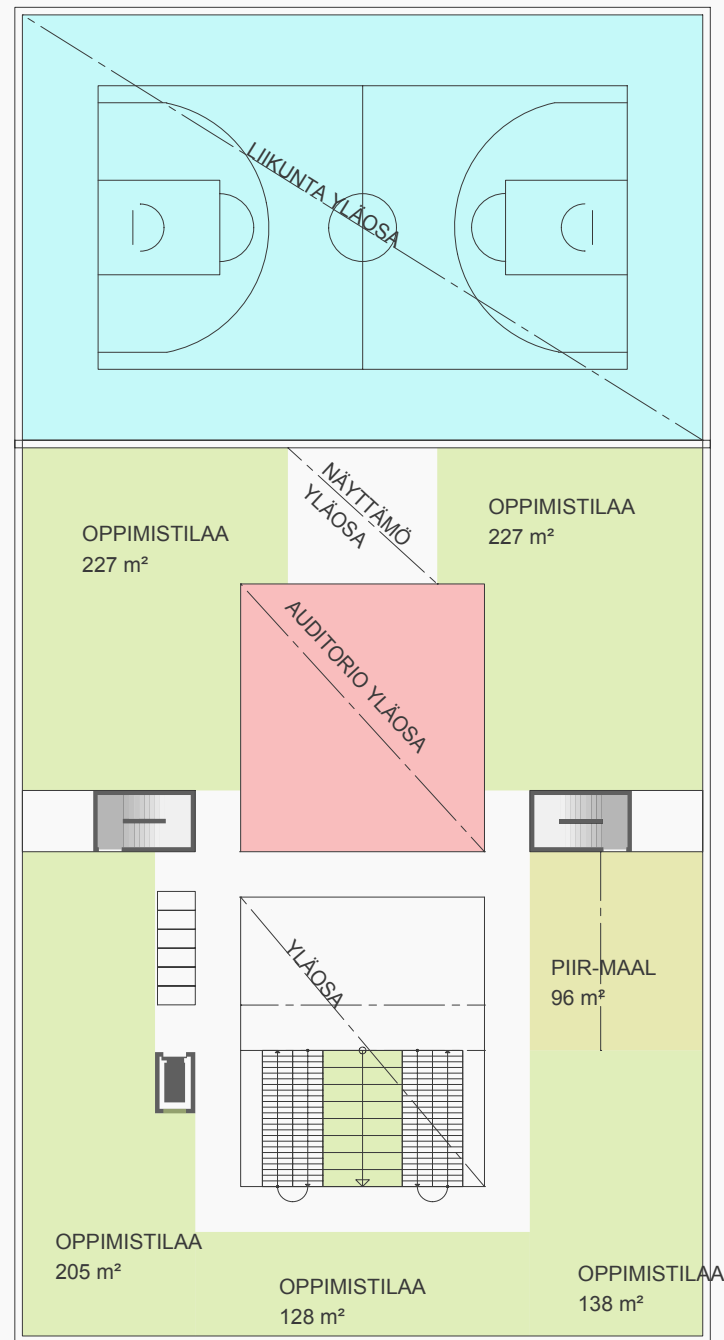 LIIKUNTA YLÄOSA
NÄYTTÄMÖ
YLÄOSA
OPPIMISTILAA
227 m²
OPPIMISTILAA
227 m²
AUDITORIO YLÄOSA
YLÄOSA
PIIR-MAAL
96 m²
OPPIMISTILAA
205 m²
OPPIMISTILAA
128 m²
OPPIMISTILAA
138 m²